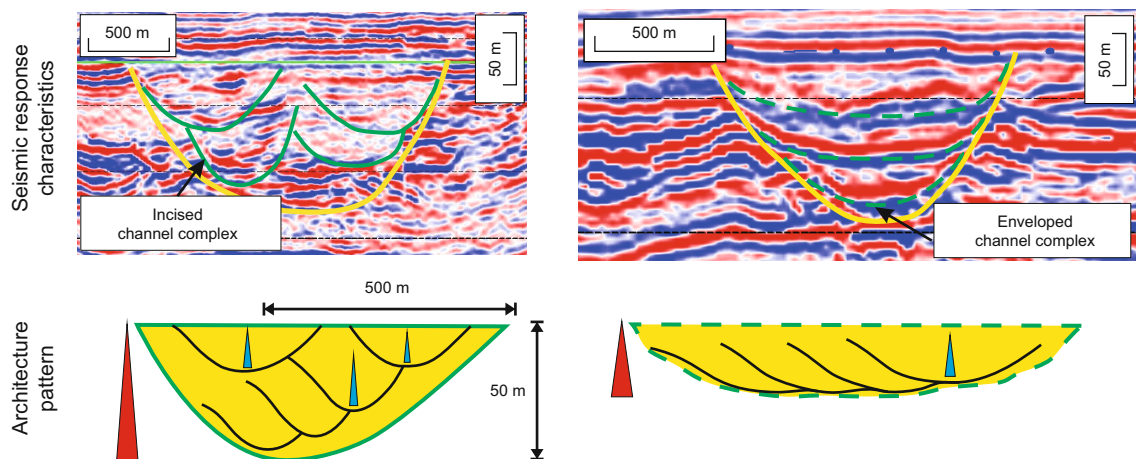 Seismic response
characteristics
500 m
50 m
Incised
channel complex
500 m
50 m
Enveloped
channel complex
Architecture
pattern
500 m
50 m